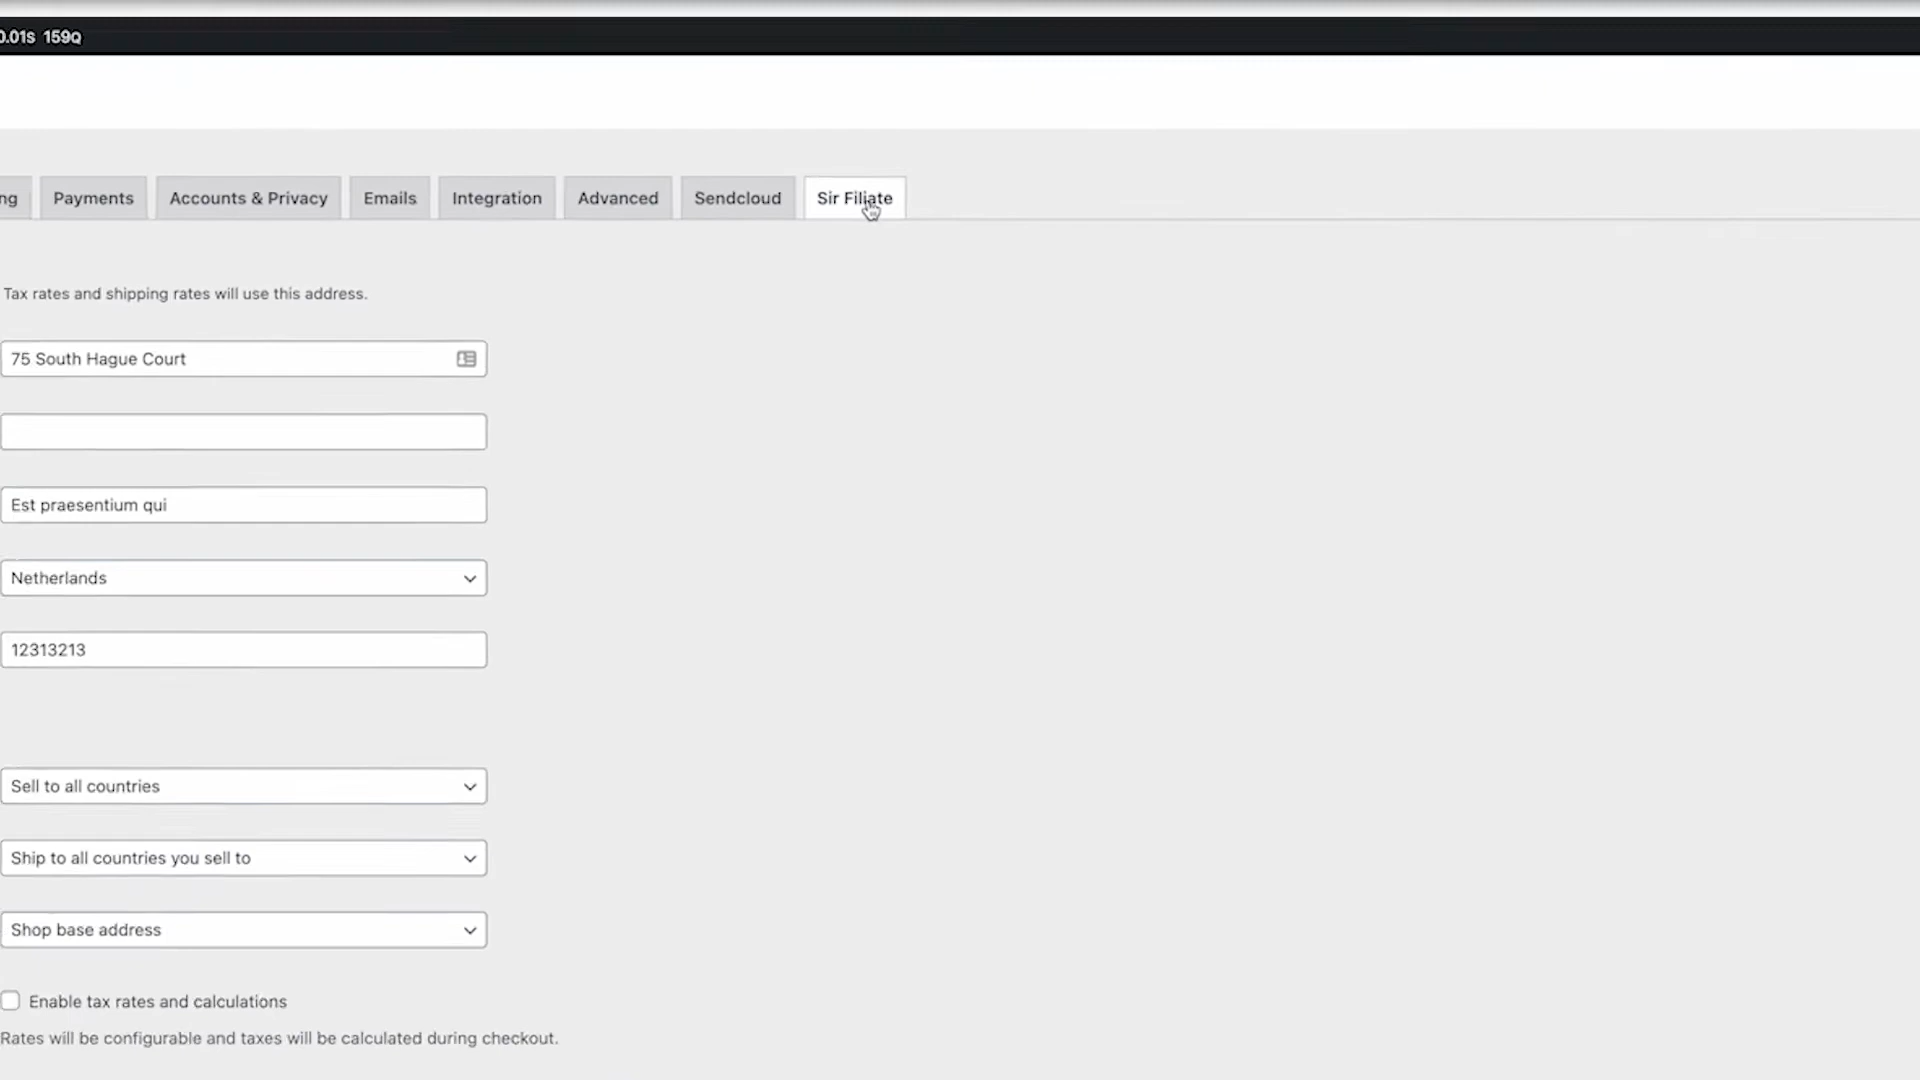 0.01s 159Q
ng Payments Accounts & Privacy Emails Integration Advanced Sendcloud Sir Filiate
Tax rates and shipping rates will use this address.
75 South Hague Court
Est praesentium qui
Netherlands
12313213
Sell to all countries
Ship to all countries you sell to
Shop base address
Enable tax rates and calculations
Rates will be configurable and taxes will be calculated during checkout.